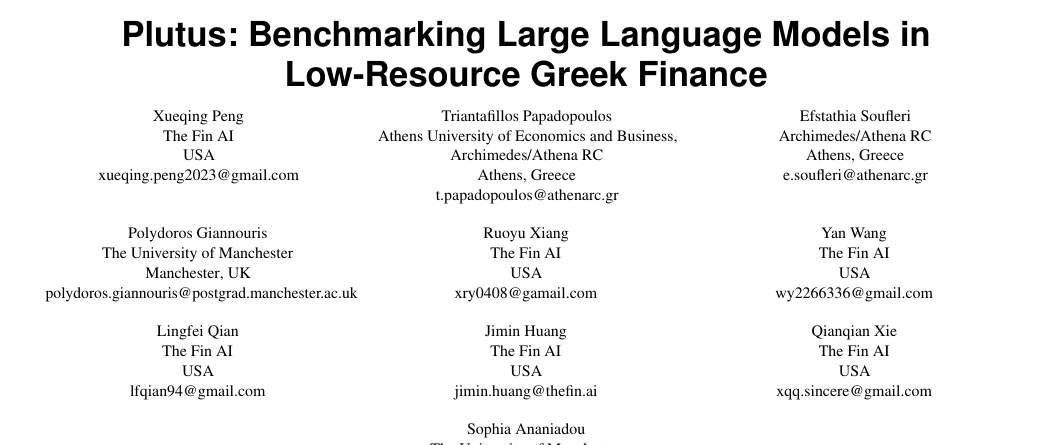 Plutus: Benchmarking Large Language Models in
Low-Resource Greek Finance
Xueqing Peng
The Fin AI
USA
xueqing.peng2023@gmail.com
Triantafillos Papadopoulos
Athens University of Economics and Business,
Archimedes/Athena RC
Athens, Greece
t.papadopoulos@athenarc.gr
Efstathia Soufleri
Archimedes/Athena RC
Athens, Greece
e.soufleri@athenarc.gr
Polydoros Giannouris
The University of Manchester
Manchester, UK
polydoros.giannouris@postgrad.manchester.ac.uk
Ruoyu Xiang
The Fin AI
USA
xry0408@gamail.com
Yan Wang
The Fin AI
USA
wy2266336@gmail.com
Lingfei Qian
The Fin AI
USA
lfqian94@gmail.com
Jimin Huang
The Fin AI
USA
jimin.huang@thefin.ai
Qianqian Xie
The Fin AI
USA
xqq.sincere@gmail.com
Sophia Ananiadou